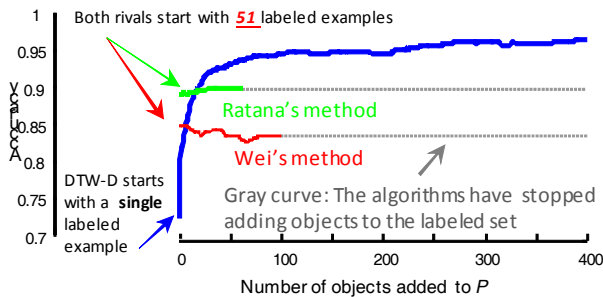 Both rivals start with 51 labeled examples
1
0.95
0.9
0.85
0.8
0.75
0.7
Accuracy
Ratana's method
Wei's method
DTW-D starts
with a single
labeled
example
Gray curve: The algorithms have stopped
adding objects to the labeled set
0 100 200 300 400
Number of objects added to P